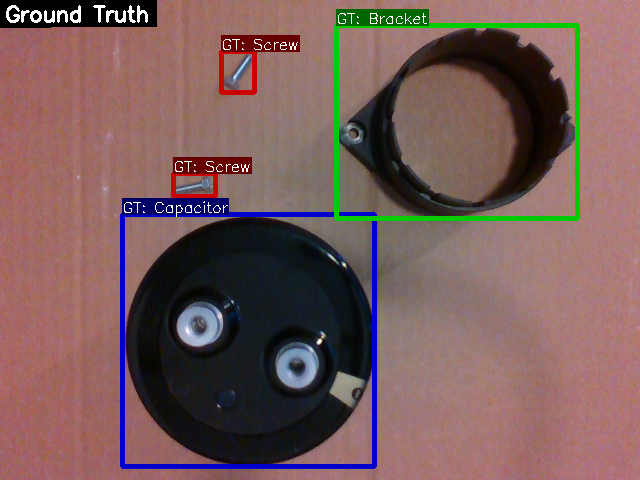 Ground Truth
GT: Bracket
GT: Screw
GT: Screw
GT: Capacitor